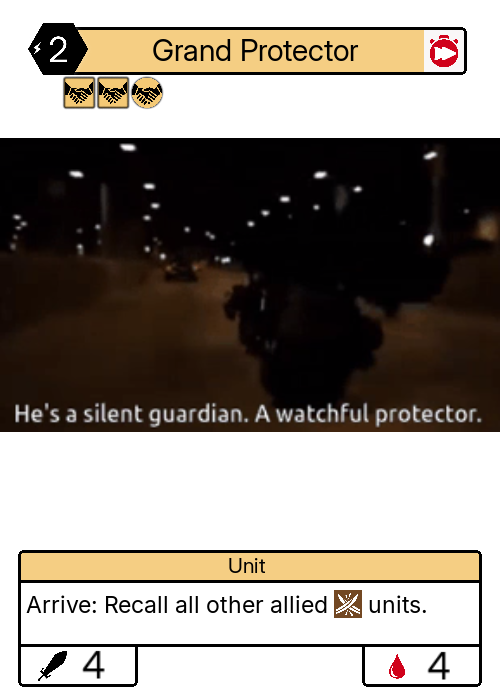 2
Grand Protector
He's a silent guardian. A watchful protector.
Unit
Arrive: Recall all other allied units.
4
4